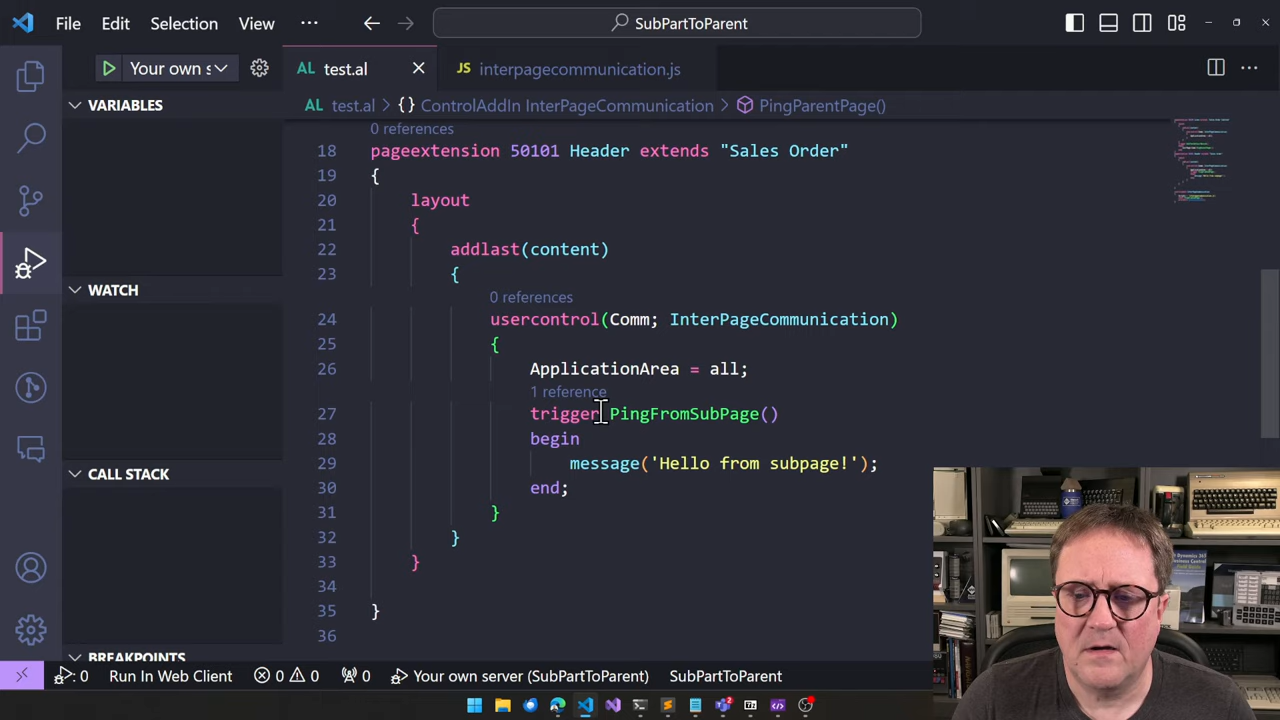 File Edit Selection View ··· SubPartToParent
Your own s
AL test.al
JS interpagecommunication.js
AL test.al > {} ControlAddIn InterPageCommunication > PingParentPage()
VARIABLES
WATCH
CALL STACK
BREAKPOINTS
0 references
18 pageextension 50101 Header extends "Sales Order"
19 {
20 layout
21 {
22 addlast(content)
23 {
0 references
24 usercontrol(Comm; InterPageCommunication)
25 {
26 ApplicationArea = all;
1 reference
27 trigger PingFromSubPage()
28 begin
29 message('Hello from subpage!');
30 end;
31 }
32 }
33 }
34
35 }
36
0 Run In Web Client 0 0 0 Your own server (SubPartToParent) SubPartToParent